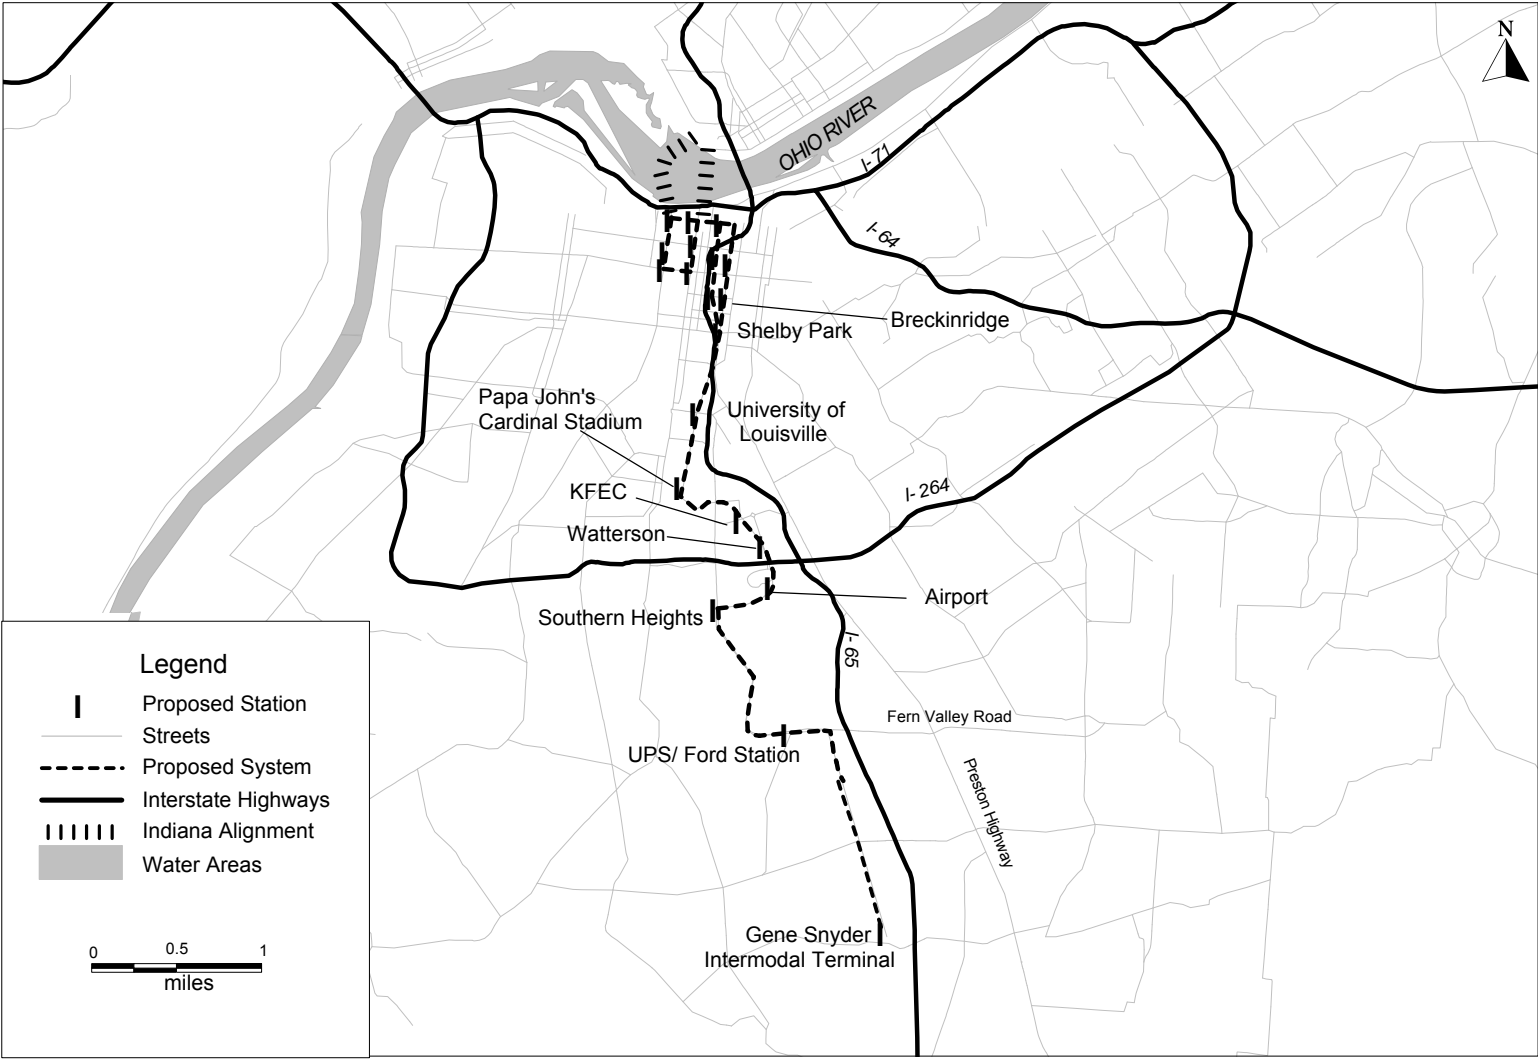 N
OHIO RIVER
I-71
I-64
Breckinridge
Shelby Park
Papa John's
Cardinal Stadium
University of
Louisville
KFEC
I-264
Watterson
Airport
Southern Heights
I-65
Fern Valley Road
UPS/ Ford Station
Preston Highway
Gene Snyder
Intermodal Terminal
Legend
Proposed Station
Streets
Proposed System
Interstate Highways
Indiana Alignment
Water Areas
0 0.5 1
miles